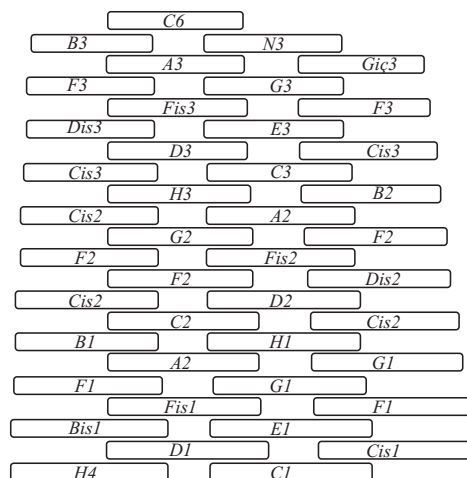 C6
B3 N3
A3 Giç3
F3 G3
Fis3 F3
Dis3 E3
D3 Cis3
Cis3 C3
H3 B2
Cis2 A2
G2 F2
F2 Fis2
F2 Dis2
Cis2 D2
C2 Cis2
B1 H1
A2 G1
F1 G1
Fis1 F1
Bis1 E1
D1 Cis1
H4 C1